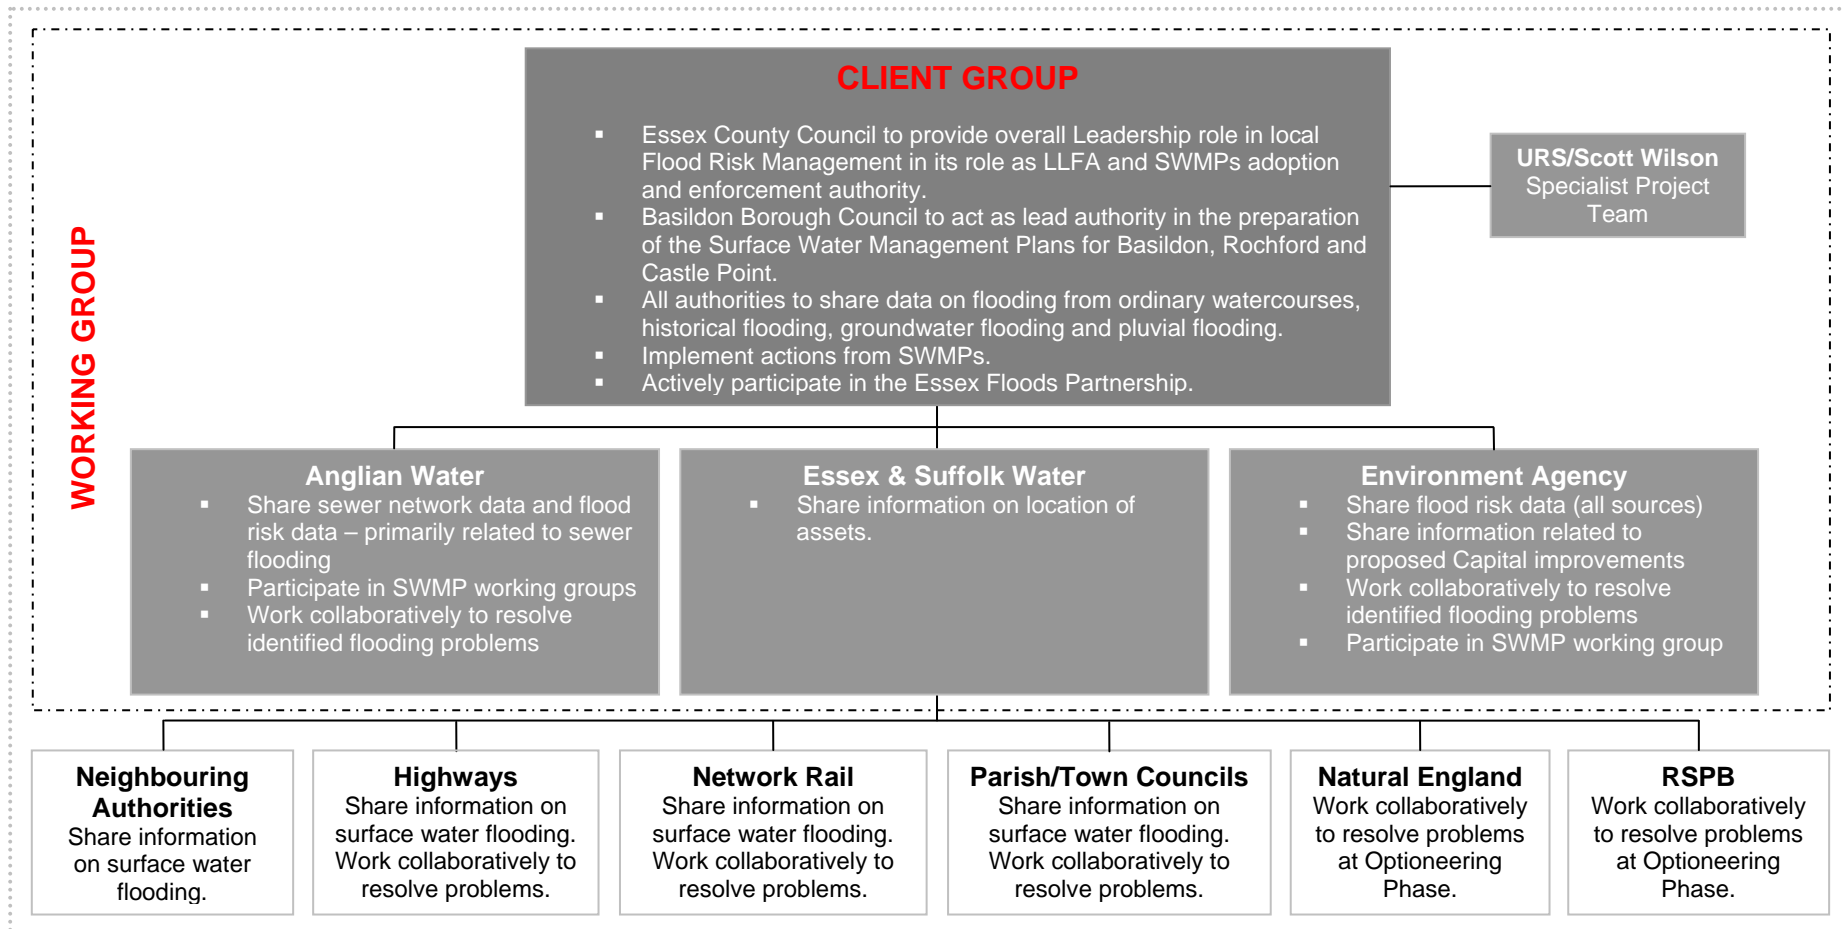 WORKING GROUP
CLIENT GROUP
▪ Essex County Council to provide overall Leadership role in local
Flood Risk Management in its role as LLFA and SWMPs adoption
and enforcement authority.
▪ Basildon Borough Council to act as lead authority in the preparation
of the Surface Water Management Plans for Basildon, Rochford and
Castle Point.
▪ All authorities to share data on flooding from ordinary watercourses,
historical flooding, groundwater flooding and pluvial flooding.
▪ Implement actions from SWMPs.
▪ Actively participate in the Essex Floods Partnership.
URS/Scott Wilson
Specialist Project
Team
Anglian Water
▪ Share sewer network data and flood
risk data – primarily related to sewer
flooding
▪ Participate in SWMP working groups
▪ Work collaboratively to resolve
identified flooding problems
Essex & Suffolk Water
▪ Share information on location of
assets.
Environment Agency
▪ Share flood risk data (all sources)
▪ Share information related to
proposed Capital improvements
▪ Work collaboratively to resolve
identified flooding problems
▪ Participate in SWMP working group
Neighbouring
Authorities
Share information
on surface water
flooding.
Highways
Share information on
surface water flooding.
Work collaboratively to
resolve problems.
Network Rail
Share information on
surface water flooding.
Work collaboratively to
resolve problems.
Parish/Town Councils
Share information on
surface water flooding.
Work collaboratively to
resolve problems.
Natural England
Work collaboratively
to resolve problems
at Optioneering
Phase.
RSPB
Work collaboratively
to resolve problems
at Optioneering
Phase.